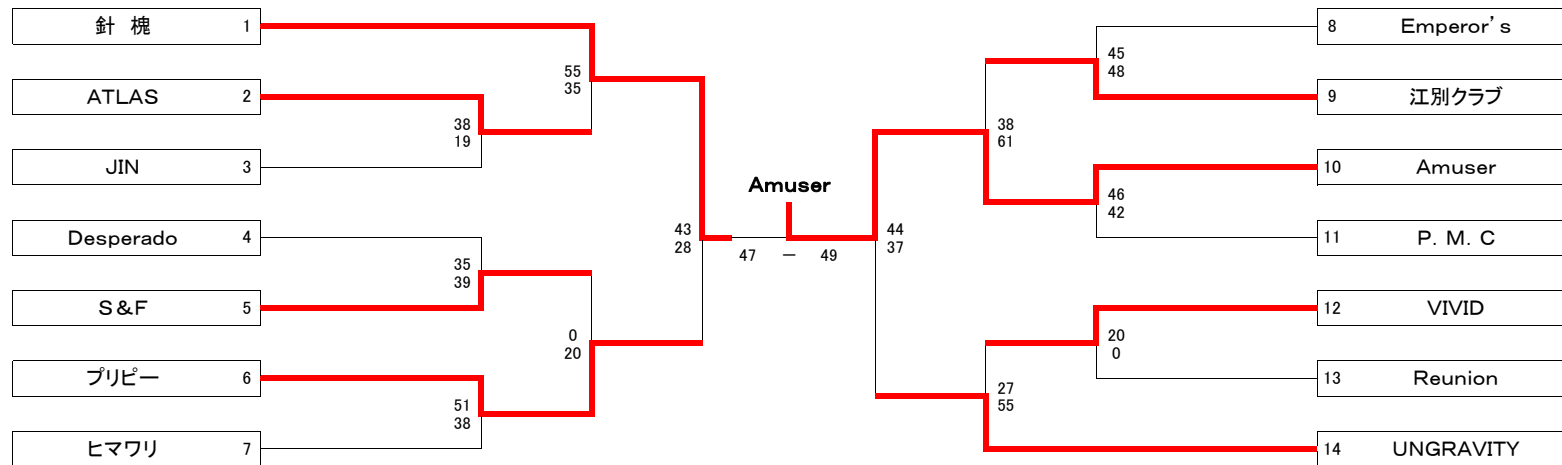 針 槐 1
ATLAS 2
JIN 3
Desperado 4
S&F 5
プリピー 6
ヒマワリ 7
55
35
38
19
35
39
0
20
51
38
43
28
Amuser
47 － 49
44
37
38
61
45
48
46
42
20
0
27
55
8 Emperor's
9 江別クラブ
10 Amuser
11 P. M. C
12 VIVID
13 Reunion
14 UNGRAVITY